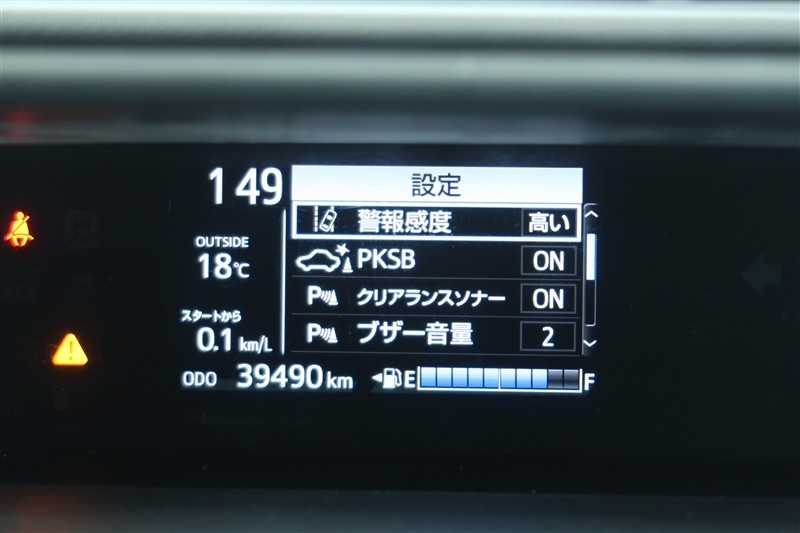 149
設定
警報感度 高い
OUTSIDE
18℃
PKSB ON
P クリアランスソナー ON
スタートから
0.1 km/L
P ブザー音量 2
ODO 39490 km
E F